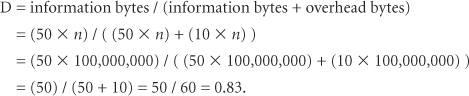 D = information bytes / (information bytes + overhead bytes)
= (50 × n) / ( (50 × n) + (10 × n) )
= (50 × 100,000,000) / ( (50 × 100,000,000) + (10 × 100,000,000) )
= (50) / (50 + 10) = 50 / 60 = 0.83.